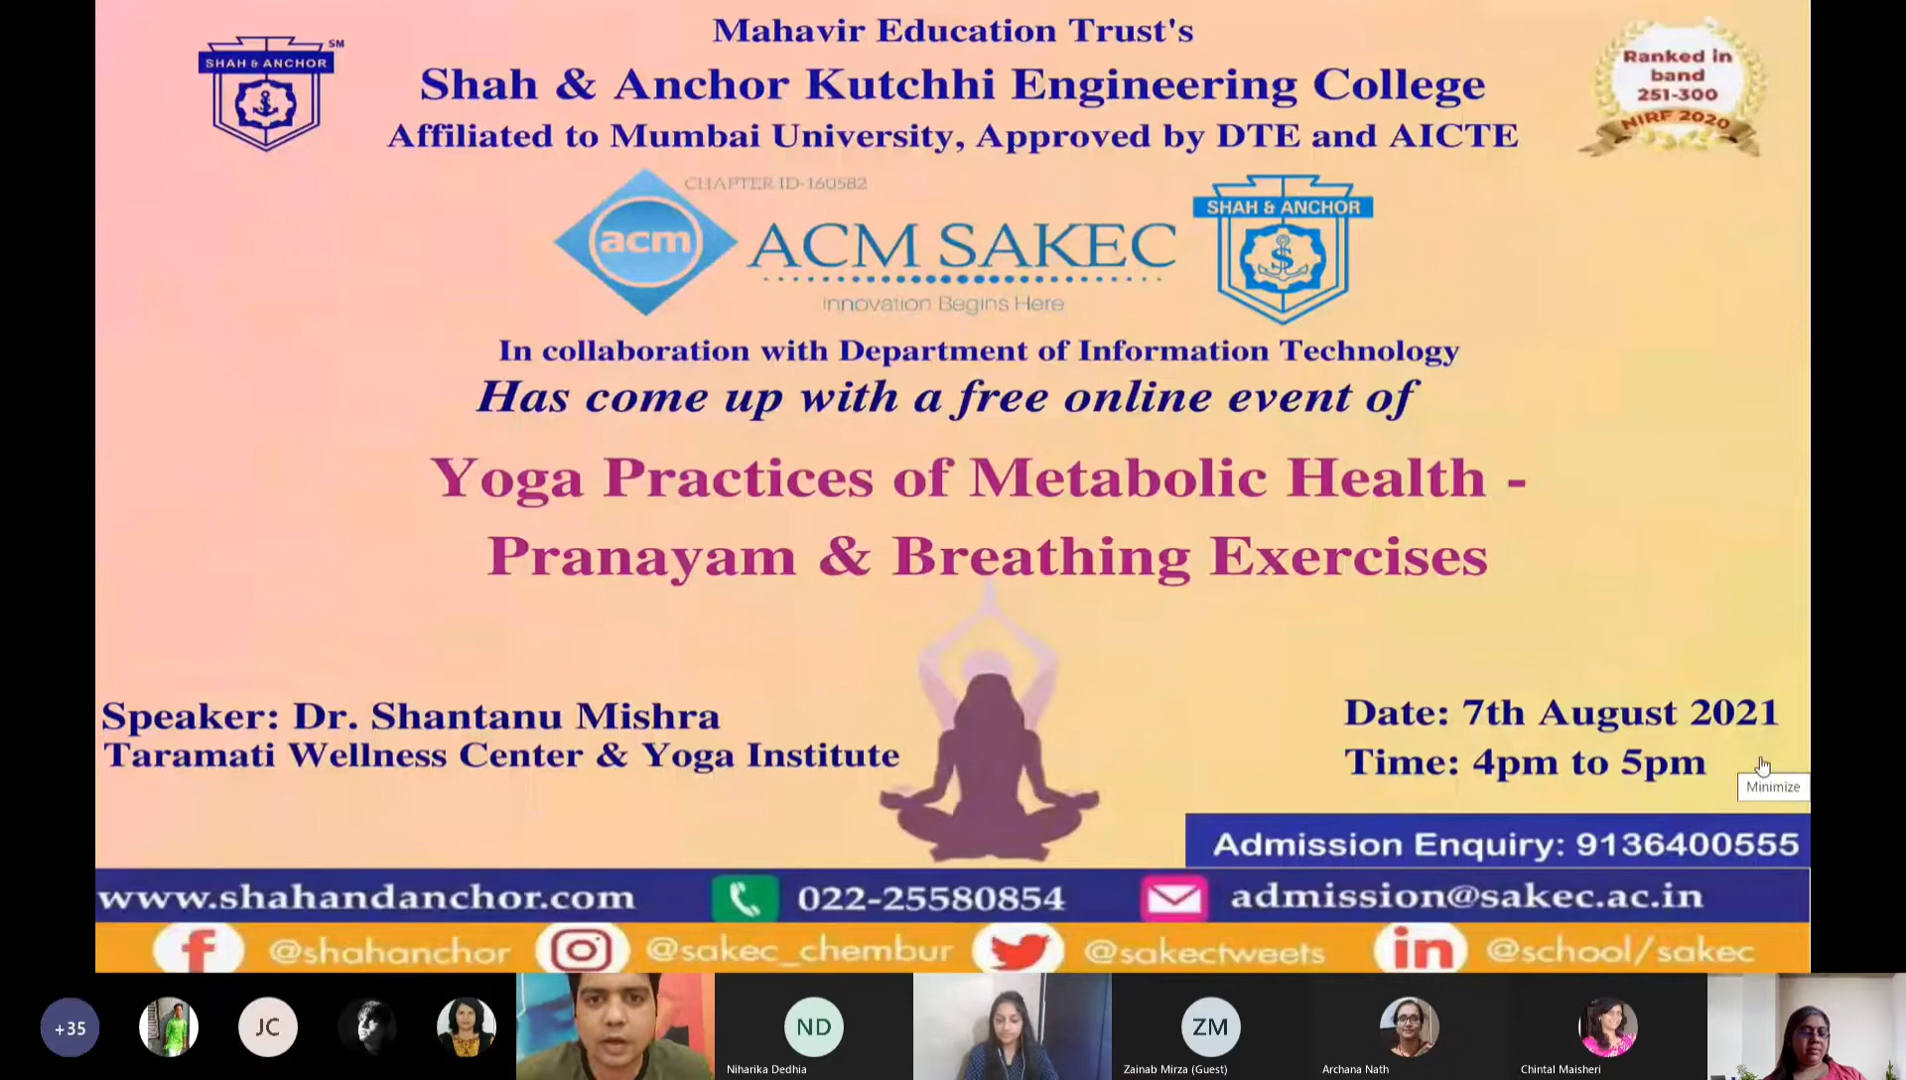 Mahavir Education Trust's
SHAH & ANCHOR
SM
Shah & Anchor Kutchhi Engineering College
Affiliated to Mumbai University, Approved by DTE and AICTE
Ranked in
band
251-300
NIRF 2020
CHAPTER ID-160582
acm
ACM SAKEC
Innovation Begins Here
SHAH & ANCHOR
In collaboration with Department of Information Technology
Has come up with a free online event of
Yoga Practices of Metabolic Health -
Pranayam & Breathing Exercises
Speaker: Dr. Shantanu Mishra
Taramati Wellness Center & Yoga Institute
Date: 7th August 2021
Time: 4pm to 5pm
Minimize
Admission Enquiry: 9136400555
www.shahandanchor.com
022-25580854
admission@sakec.ac.in
@shahanchor
@sakec_chembur
@sakectweets
in
@school/sakec
+35
JC
ND
Niharika Dedhia
ZM
Zainab Mirza (Guest)
Archana Nath
Chintal Maisheri